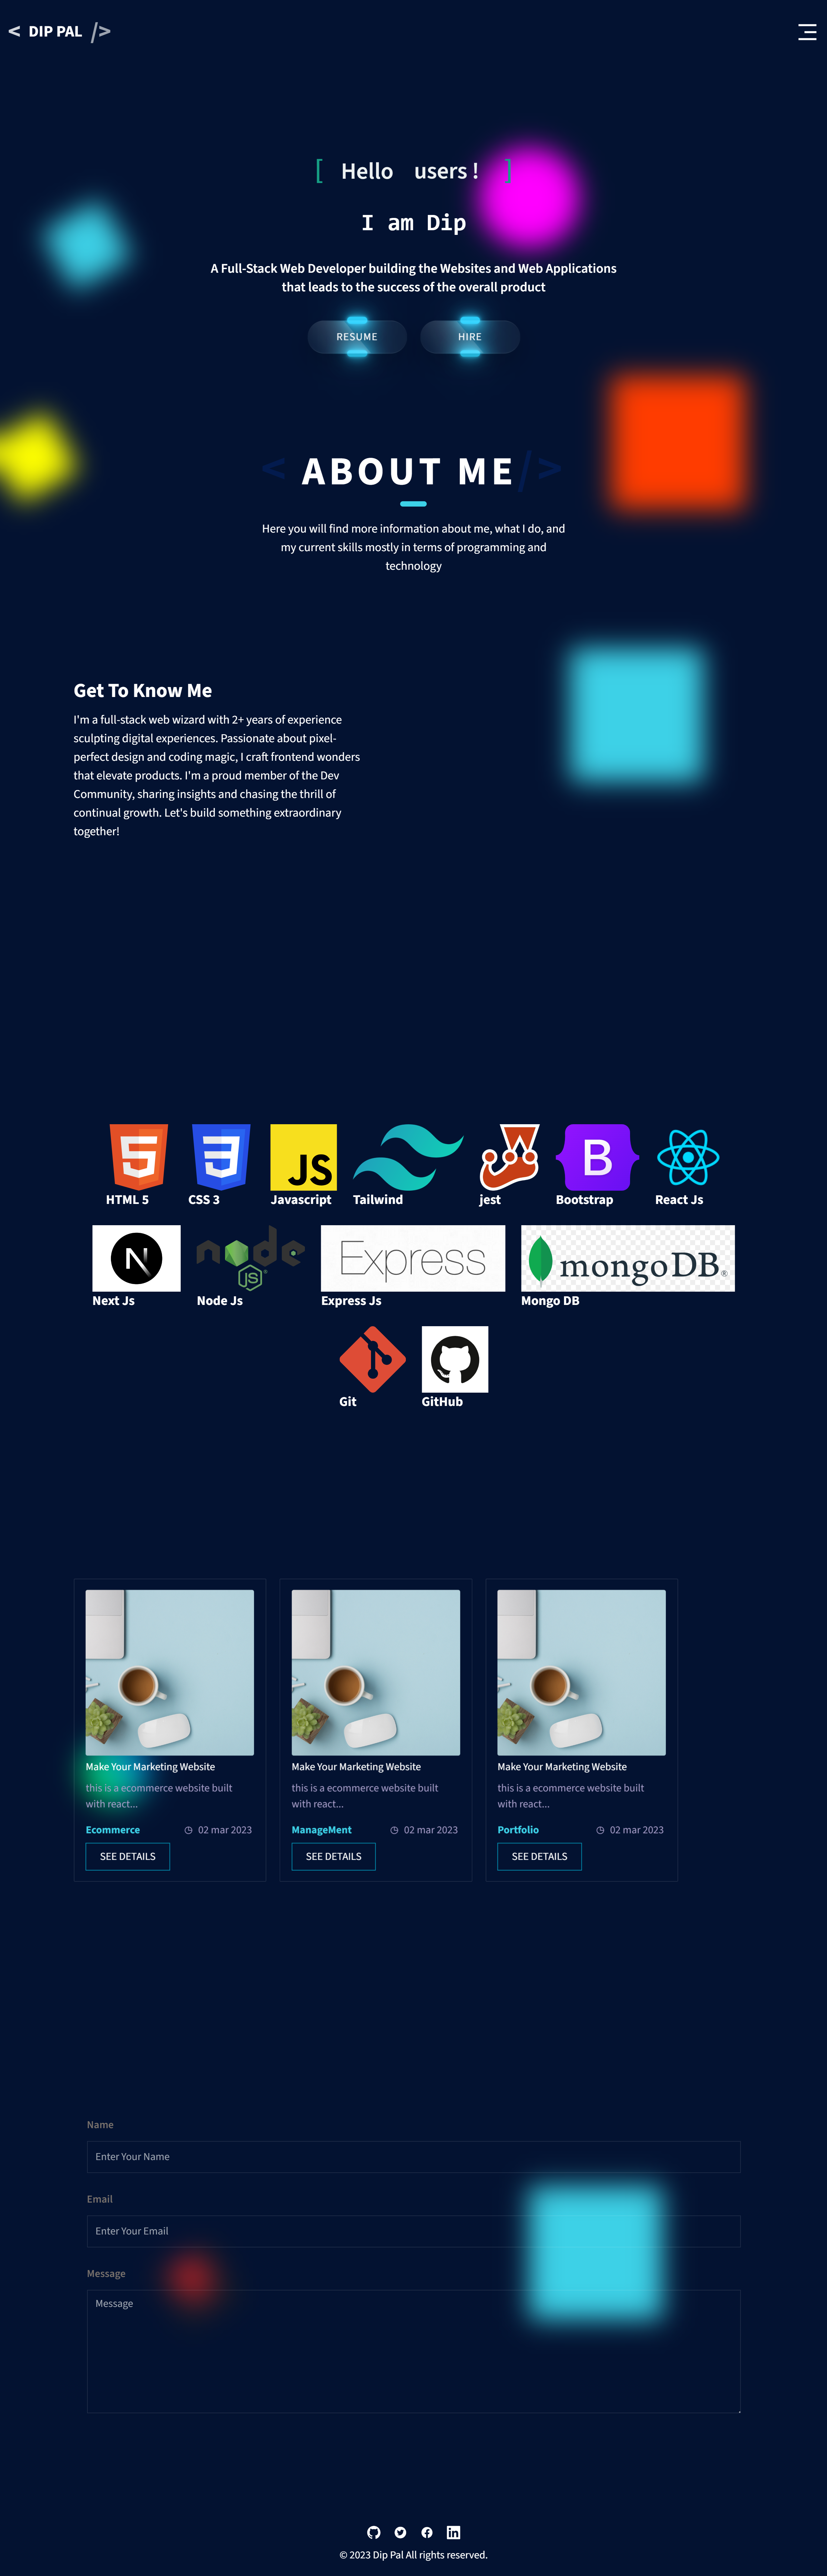 < DIP PAL />
[ Hello users ! ]
I am Dip
A Full-Stack Web Developer building the Websites and Web Applications
that leads to the success of the overall product
RESUME HIRE
< ABOUT ME/>
Here you will find more information about me, what I do, and
my current skills mostly in terms of programming and
technology
Get To Know Me
I'm a full-stack web wizard with 2+ years of experience
sculpting digital experiences. Passionate about pixel-
perfect design and coding magic, I craft frontend wonders
that elevate products. I'm a proud member of the Dev
Community, sharing insights and chasing the thrill of
continual growth. Let's build something extraordinary
together!
5 3 JS B
HTML 5 CSS 3 Javascript Tailwind jest Bootstrap React Js
N node JS Express mongoDB®
Next Js Node Js Express Js Mongo DB
Git GitHub
Make Your Marketing Website
this is a ecommerce website built
with react...
Ecommerce 02 mar 2023
SEE DETAILS
Make Your Marketing Website
this is a ecommerce website built
with react...
ManageMent 02 mar 2023
SEE DETAILS
Make Your Marketing Website
this is a ecommerce website built
with react...
Portfolio 02 mar 2023
SEE DETAILS
Name
Enter Your Name
Email
Enter Your Email
Message
Message
in
© 2023 Dip Pal All rights reserved.